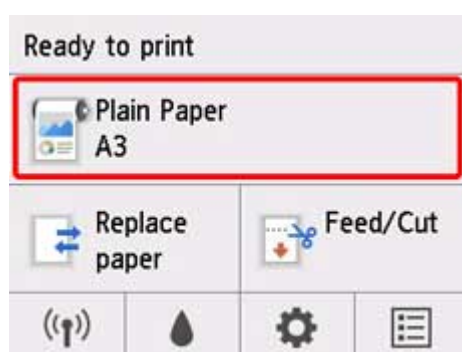 Ready to print
Plain Paper
A3
Replace
paper
Feed/Cut